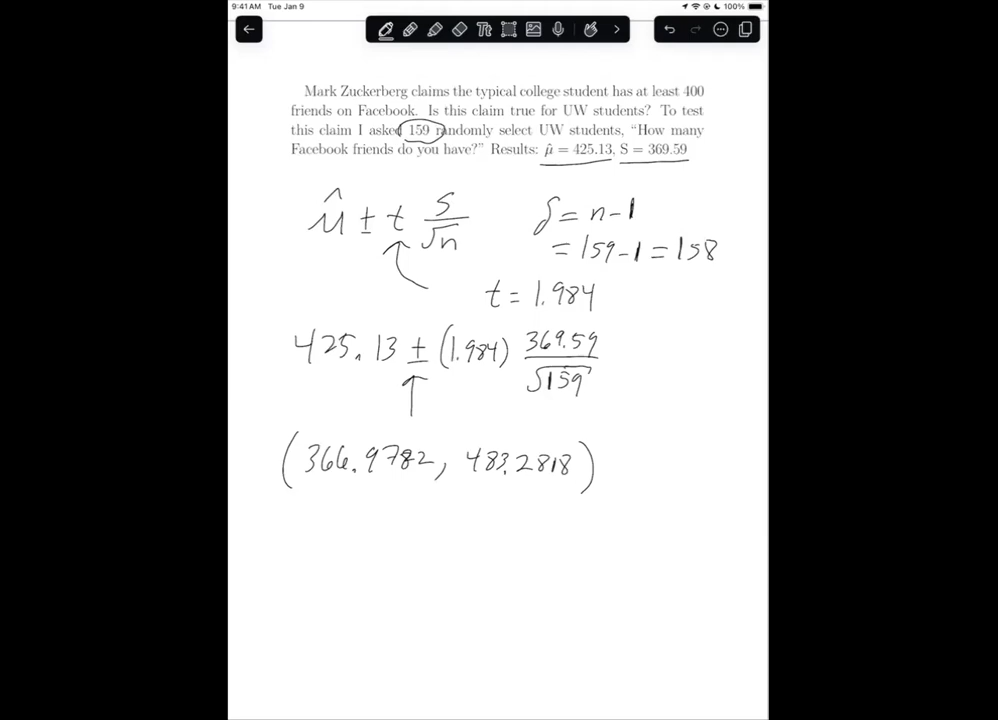 9:41 AM Tue Jan 9 100%
Mark Zuckerberg claims the typical college student has at least 400
friends on Facebook. Is this claim true for UW students? To test
this claim I asked 159 randomly select UW students, “How many
Facebook friends do you have?” Results: μ̂ = 425.13, S = 369.59
μ̂ ± t S/√n
δ = n-1
= 159-1 = 158
t = 1.984
425.13 ± (1.984) 369.59/√159
(366.9782, 483.2818)